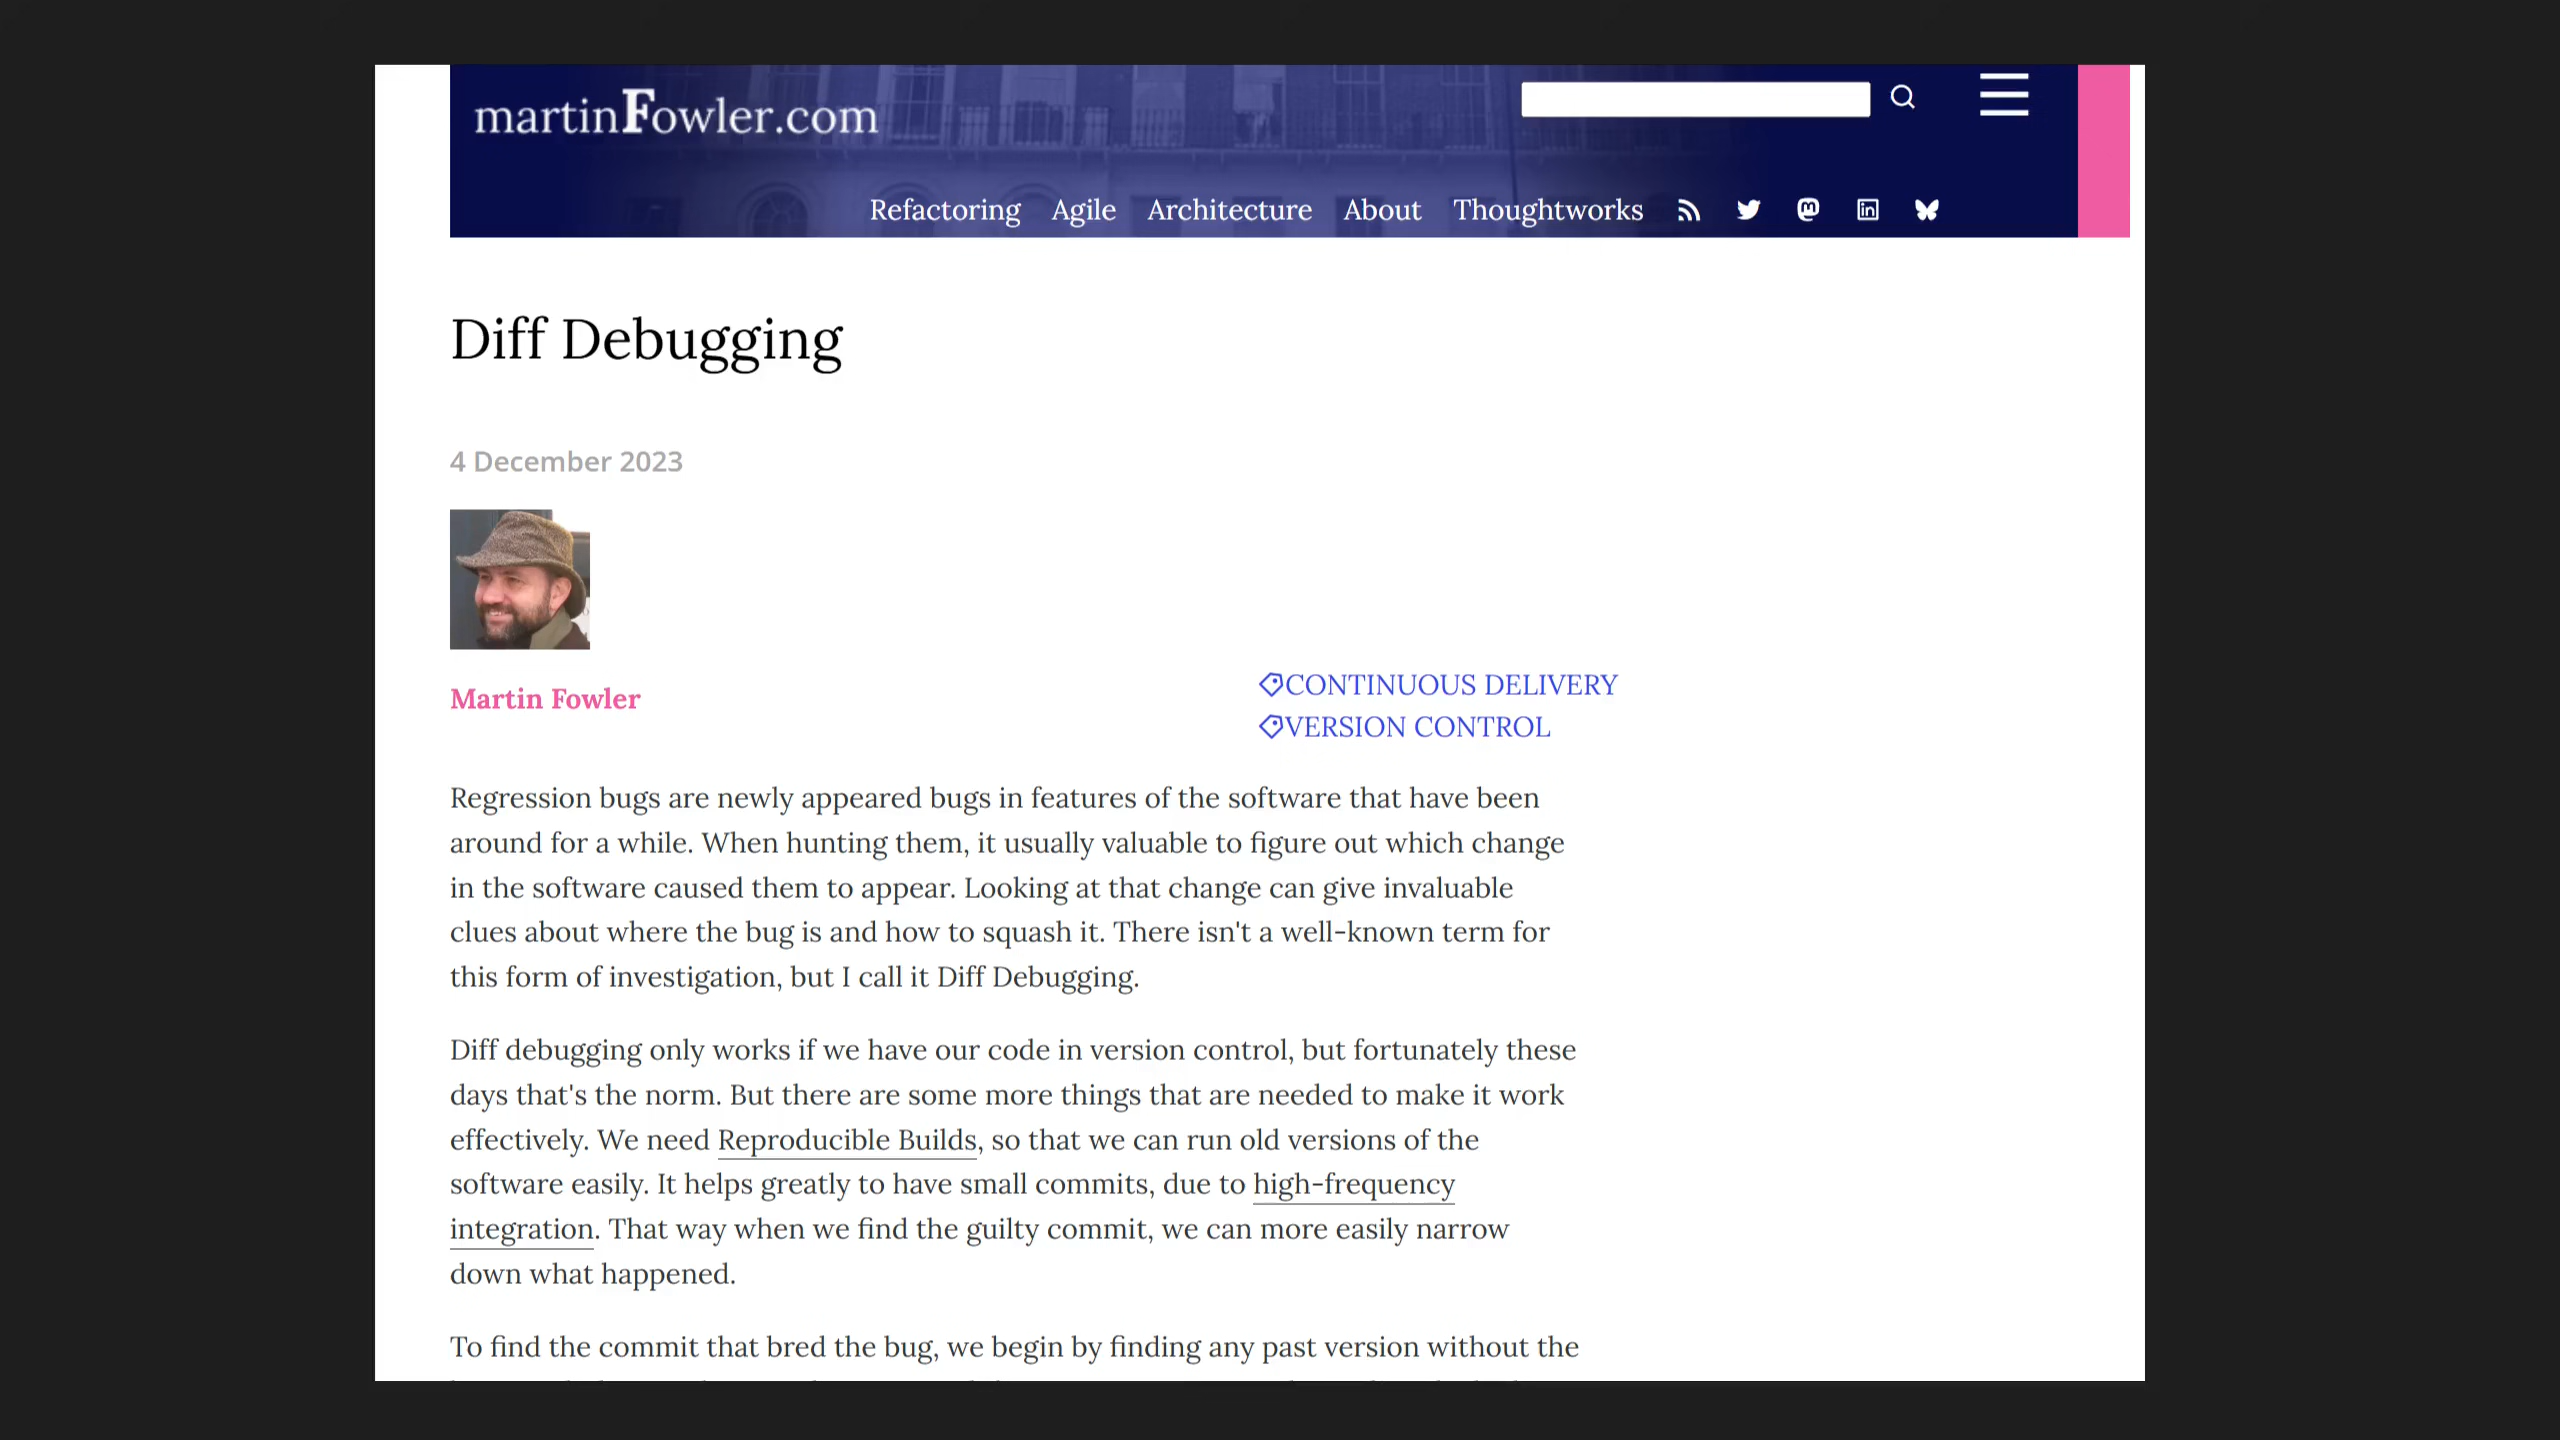 martinFowler.com
Refactoring Agile Architecture About Thoughtworks
Diff Debugging
4 December 2023
Martin Fowler
CONTINUOUS DELIVERY
VERSION CONTROL
Regression bugs are newly appeared bugs in features of the software that have been
around for a while. When hunting them, it usually valuable to figure out which change
in the software caused them to appear. Looking at that change can give invaluable
clues about where the bug is and how to squash it. There isn't a well-known term for
this form of investigation, but I call it Diff Debugging.
Diff debugging only works if we have our code in version control, but fortunately these
days that's the norm. But there are some more things that are needed to make it work
effectively. We need Reproducible Builds, so that we can run old versions of the
software easily. It helps greatly to have small commits, due to high-frequency
integration. That way when we find the guilty commit, we can more easily narrow
down what happened.
To find the commit that bred the bug, we begin by finding any past version without the